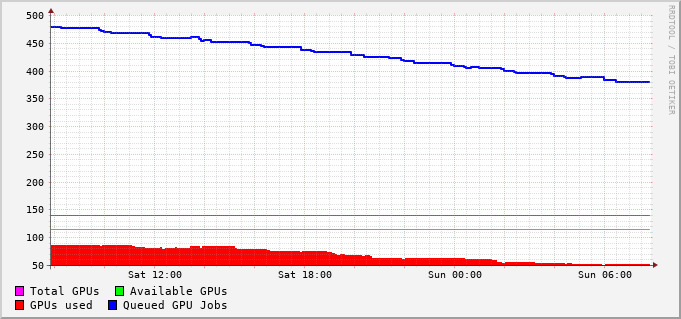 500
450
400
350
300
250
200
150
100
50
Sat 12:00 Sat 18:00 Sun 00:00 Sun 06:00
Total GPUs Available GPUs
GPUs used Queued GPU Jobs
RRDTOOL / TOBI OETIKER